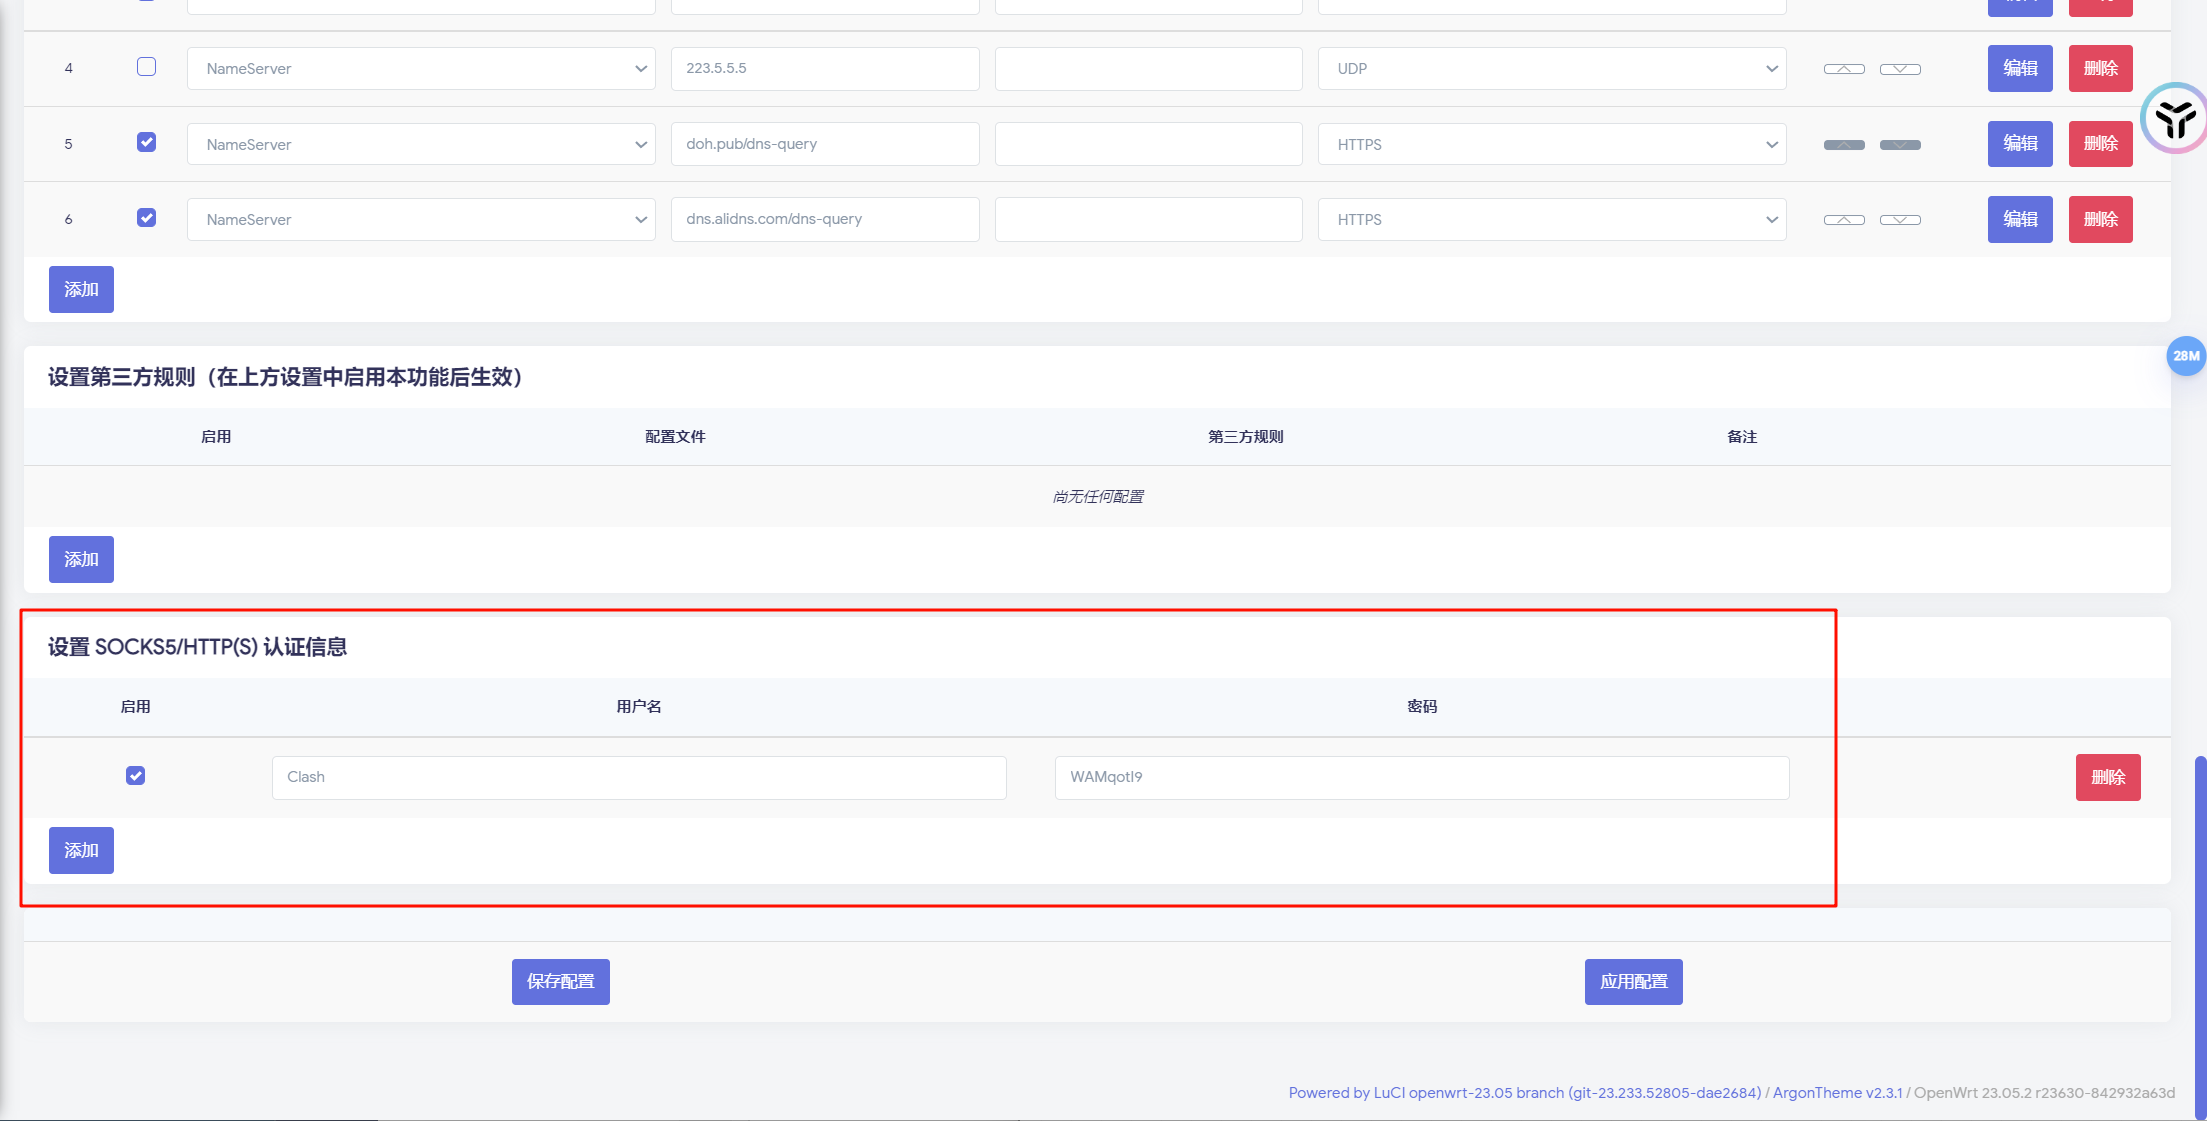 4 NameServer 223.5.5.5 UDP 编辑 删除
5 NameServer doh.pub/dns-query HTTPS 编辑 删除
6 NameServer dns.alidns.com/dns-query HTTPS 编辑 删除
添加
28M
设置第三方规则（在上方设置中启用本功能后生效）
启用 配置文件 第三方规则 备注
尚无任何配置
添加
设置 SOCKS5/HTTP(S) 认证信息
启用 用户名 密码
Clash WAMqotI9 删除
添加
保存配置 应用配置
Powered by LuCI openwrt-23.05 branch (git-23.233.52805-dae2684) / ArgonTheme v2.3.1 / OpenWrt 23.05.2 r23630-842932a63d